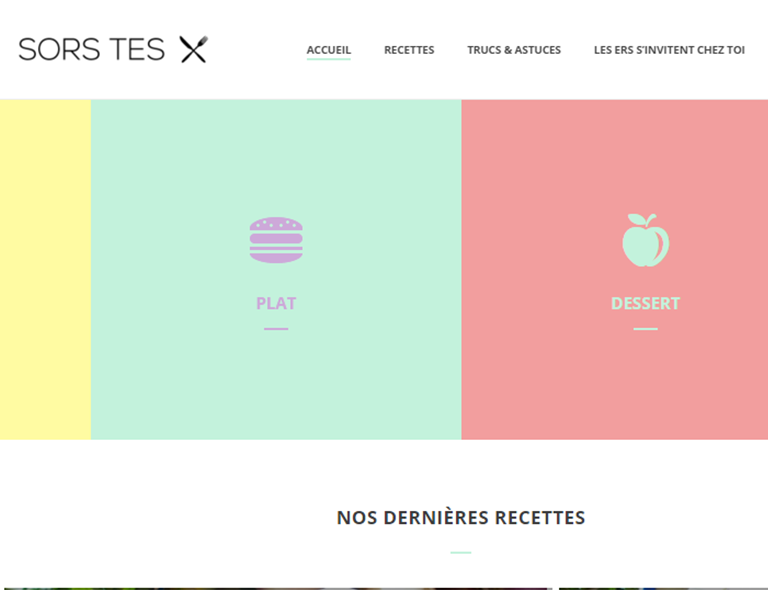 SORS TES
ACCUEIL RECETTES TRUCS & ASTUCES LES ERS S'INVITENT CHEZ TOI
PLAT DESSERT
NOS DERNIÈRES RECETTES